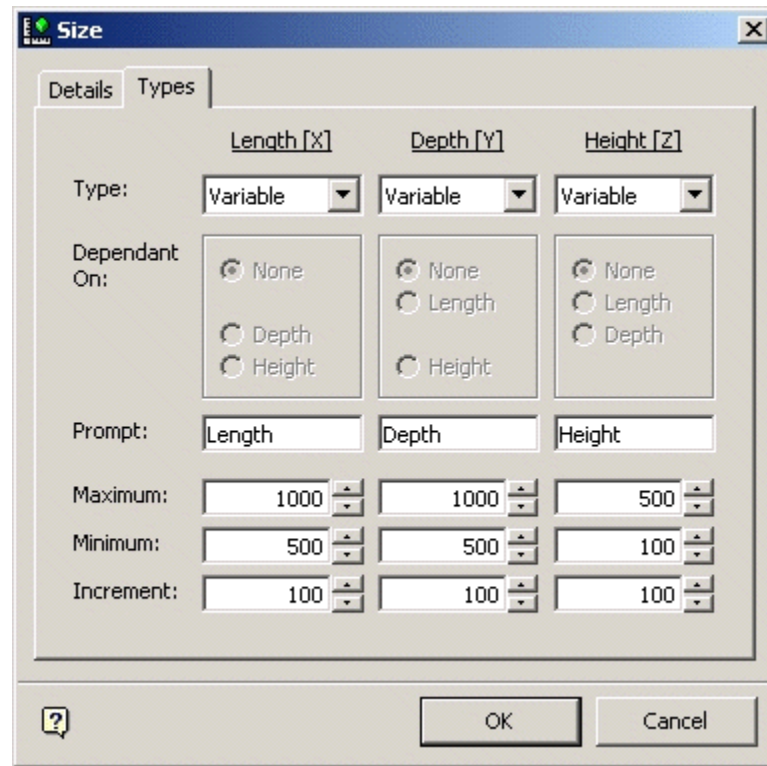 Size
Details Types
Length [X] Depth [Y] Height [Z]
Type: Variable Variable Variable
Dependant On:
None None None
Length Length
Depth Depth
Height Height
Prompt: Length Depth Height
Maximum: 1000 1000 500
Minimum: 500 500 100
Increment: 100 100 100
? OK Cancel